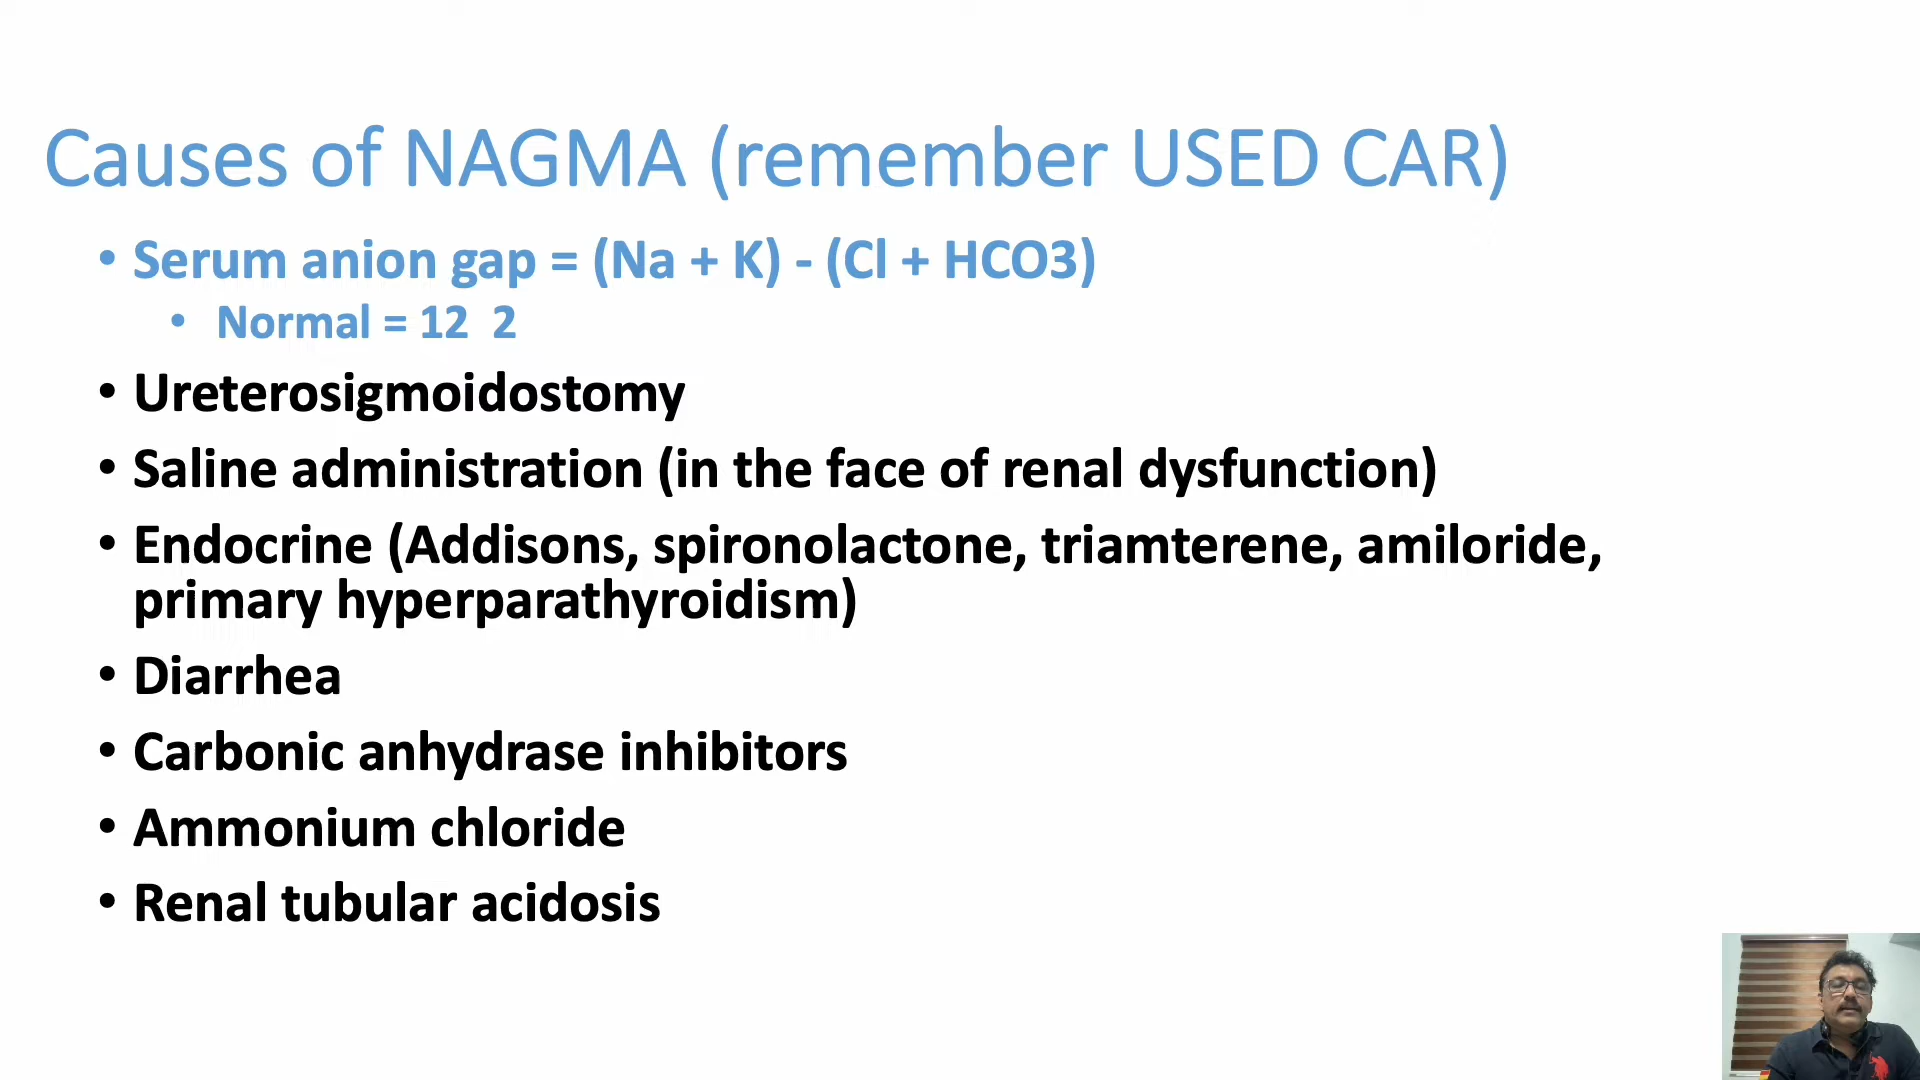 Causes of NAGMA (remember USED CAR)
• Serum anion gap = (Na + K) - (Cl + HCO3)
• Normal = 12 2
• Ureterosigmoidostomy
• Saline administration (in the face of renal dysfunction)
• Endocrine (Addisons, spironolactone, triamterene, amiloride,
primary hyperparathyroidism)
• Diarrhea
• Carbonic anhydrase inhibitors
• Ammonium chloride
• Renal tubular acidosis